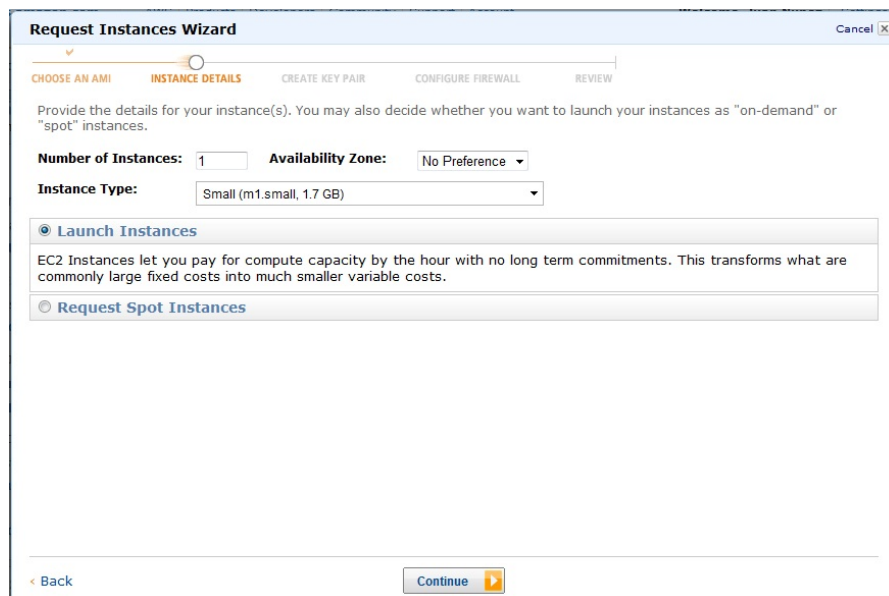 Request Instances Wizard
Cancel
CHOOSE AN AMI INSTANCE DETAILS CREATE KEY PAIR CONFIGURE FIREWALL REVIEW
Provide the details for your instance(s). You may also decide whether you want to launch your instances as "on-demand" or
"spot" instances.
Number of Instances: 1 Availability Zone: No Preference
Instance Type: Small (m1.small, 1.7 GB)
Launch Instances
EC2 Instances let you pay for compute capacity by the hour with no long term commitments. This transforms what are
commonly large fixed costs into much smaller variable costs.
Request Spot Instances
< Back
Continue